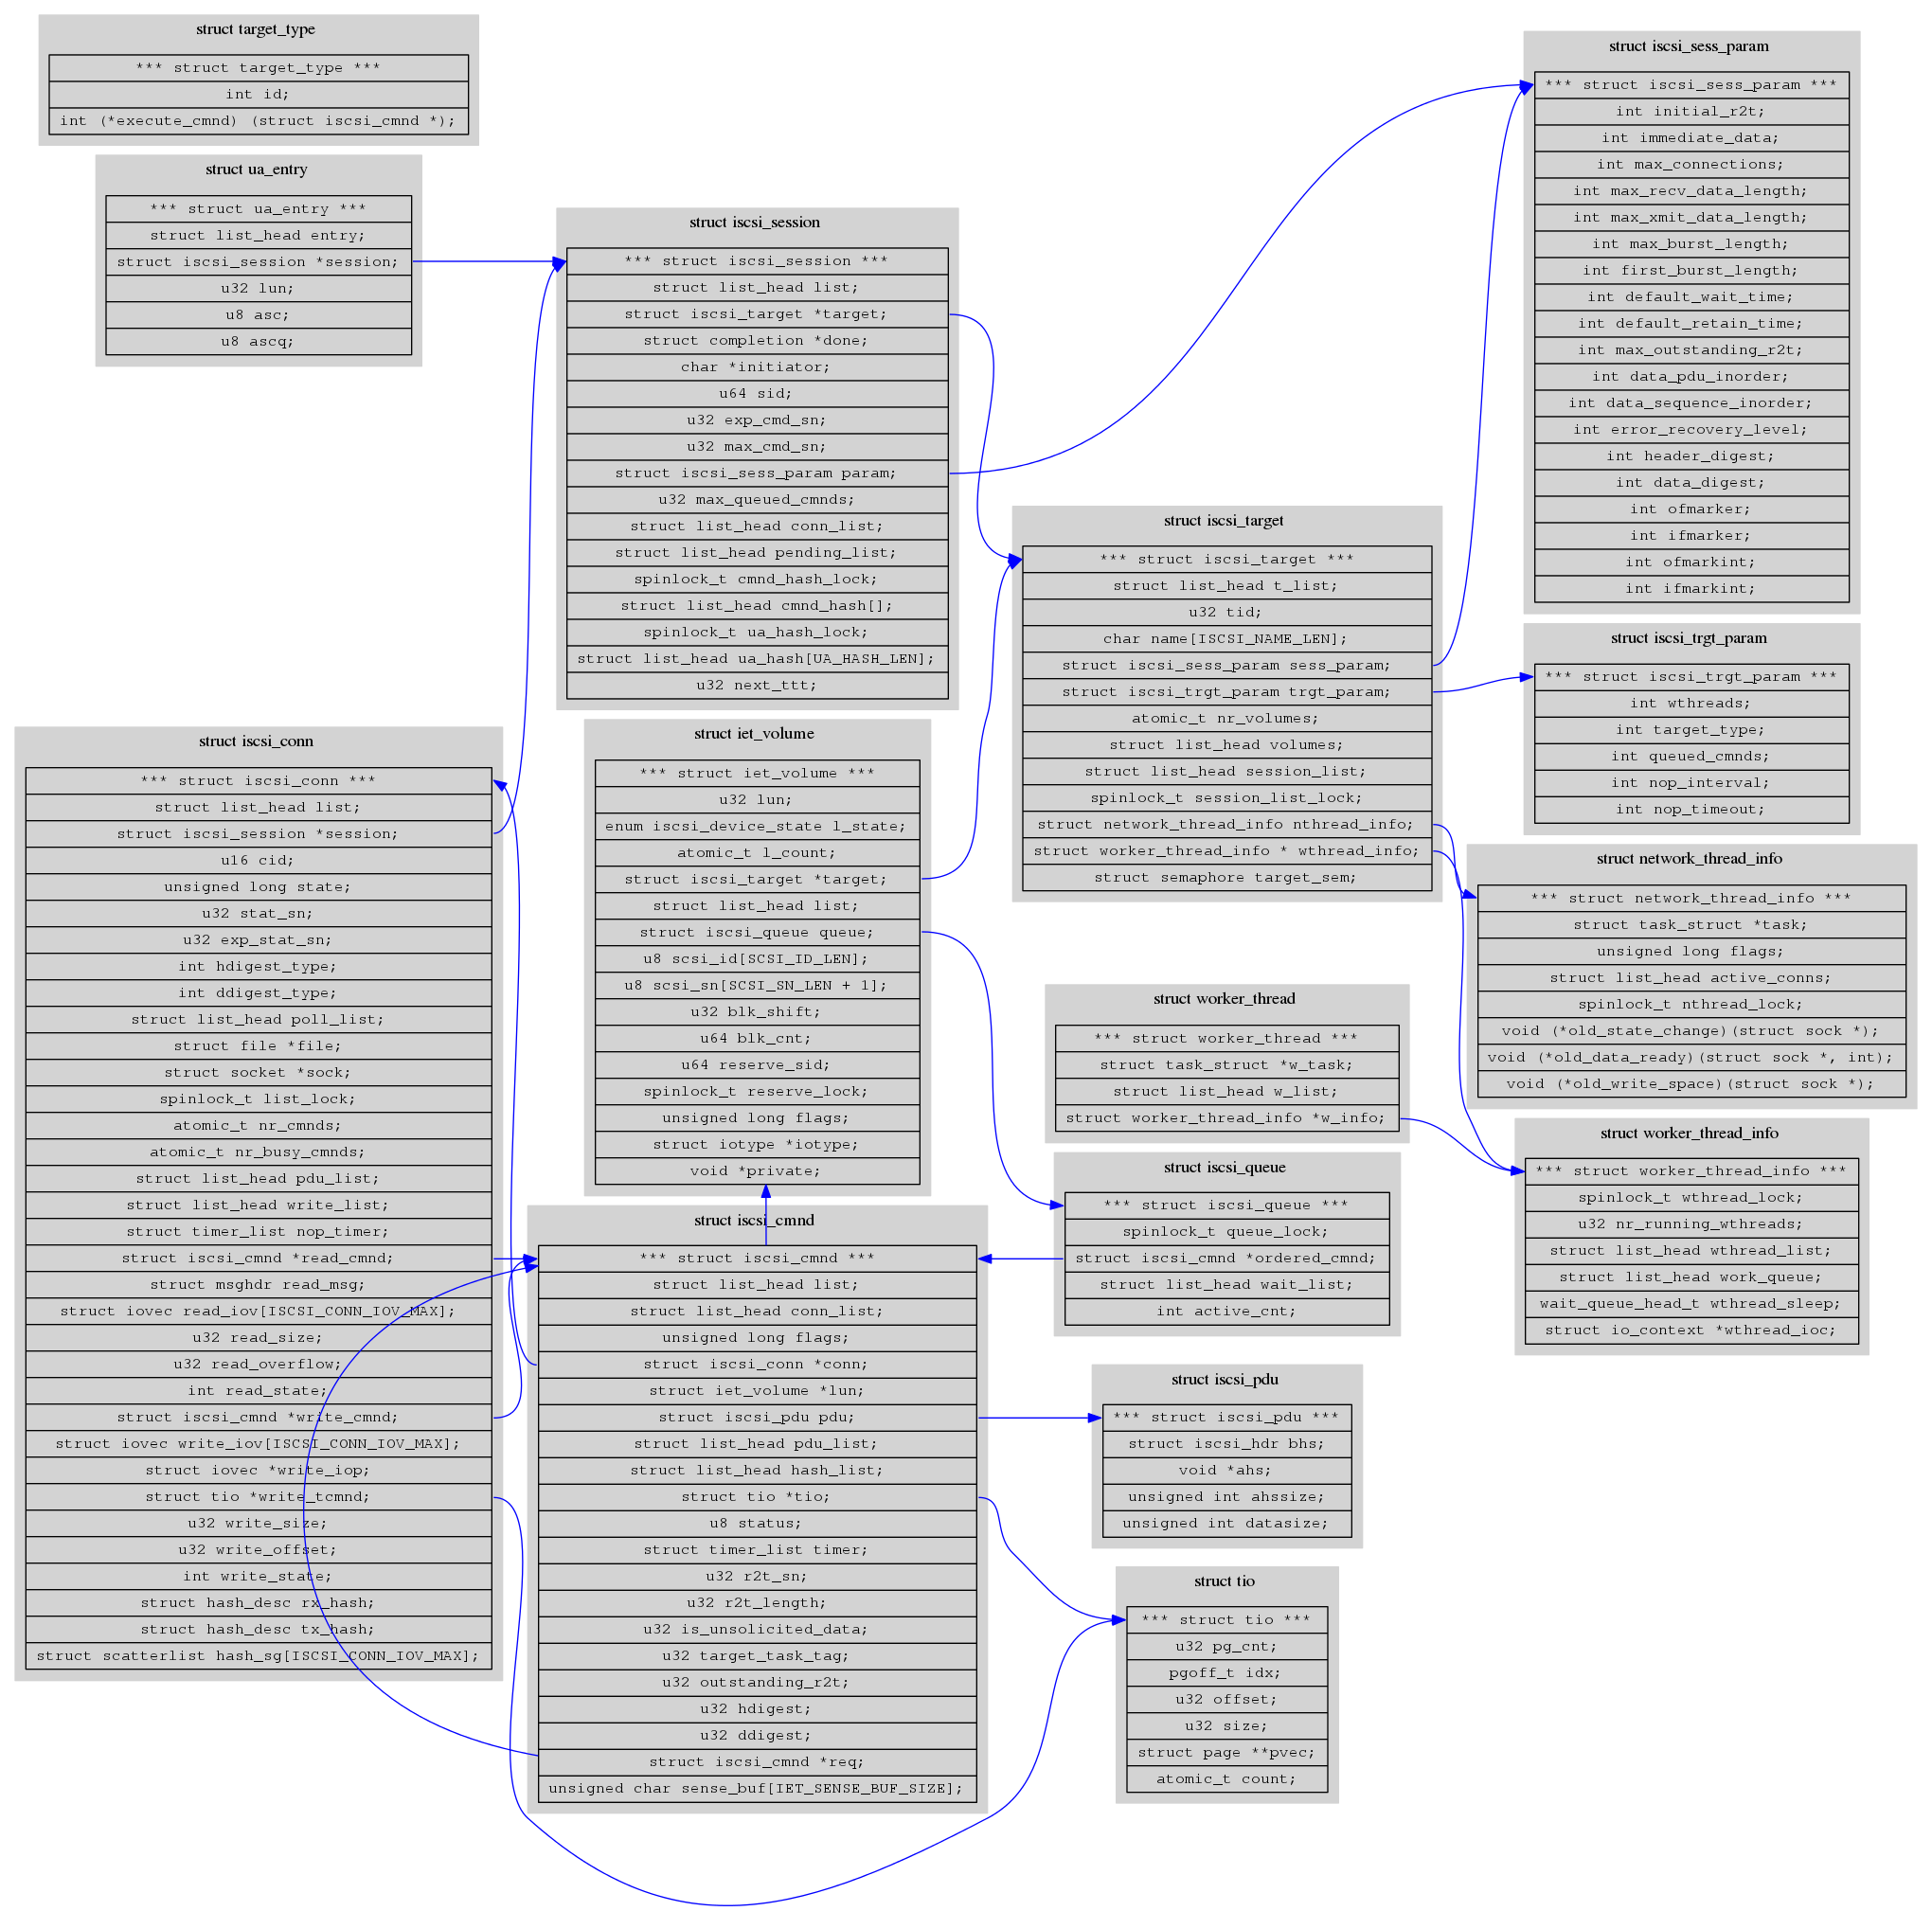 struct target_type
*** struct target_type ***
int id;
int (*execute_cmnd) (struct iscsi_cmnd *);
struct ua_entry
*** struct ua_entry ***
struct list_head entry;
struct iscsi_session *session;
u32 lun;
u8 asc;
u8 ascq;
struct iscsi_conn
*** struct iscsi_conn ***
struct list_head list;
struct iscsi_session *session;
u16 cid;
unsigned long state;
u32 stat_sn;
u32 exp_stat_sn;
int hdigest_type;
int ddigest_type;
struct list_head poll_list;
struct file *file;
struct socket *sock;
spinlock_t list_lock;
atomic_t nr_cmnds;
atomic_t nr_busy_cmnds;
struct list_head pdu_list;
struct list_head write_list;
struct timer_list nop_timer;
struct iscsi_cmnd *read_cmnd;
struct msghdr read_msg;
struct iovec read_iov[ISCSI_CONN_IOV_MAX];
u32 read_size;
u32 read_overflow;
int read_state;
struct iscsi_cmnd *write_cmnd;
struct iovec write_iov[ISCSI_CONN_IOV_MAX];
struct iovec *write_iop;
struct tio *write_tcmnd;
u32 write_size;
u32 write_offset;
int write_state;
struct hash_desc rx_hash;
struct hash_desc tx_hash;
struct scatterlist hash_sg[ISCSI_CONN_IOV_MAX];
struct iscsi_session
*** struct iscsi_session ***
struct list_head list;
struct iscsi_target *target;
struct completion *done;
char *initiator;
u64 sid;
u32 exp_cmd_sn;
u32 max_cmd_sn;
struct iscsi_sess_param param;
u32 max_queued_cmnds;
struct list_head conn_list;
struct list_head pending_list;
spinlock_t cmnd_hash_lock;
struct list_head cmnd_hash[];
spinlock_t ua_hash_lock;
struct list_head ua_hash[UA_HASH_LEN];
u32 next_ttt;
struct iet_volume
*** struct iet_volume ***
u32 lun;
enum iscsi_device_state l_state;
atomic_t l_count;
struct iscsi_target *target;
struct list_head list;
struct iscsi_queue queue;
u8 scsi_id[SCSI_ID_LEN];
u8 scsi_sn[SCSI_SN_LEN + 1];
u32 blk_shift;
u64 blk_cnt;
u64 reserve_sid;
spinlock_t reserve_lock;
unsigned long flags;
struct iotype *iotype;
void *private;
struct iscsi_cmnd
*** struct iscsi_cmnd ***
struct list_head list;
struct list_head conn_list;
unsigned long flags;
struct iscsi_conn *conn;
struct iet_volume *lun;
struct iscsi_pdu pdu;
struct list_head pdu_list;
struct list_head hash_list;
struct tio *tio;
u8 status;
struct timer_list timer;
u32 r2t_sn;
u32 r2t_length;
u32 is_unsolicited_data;
u32 target_task_tag;
u32 outstanding_r2t;
u32 hdigest;
u32 ddigest;
struct iscsi_cmnd *req;
unsigned char sense_buf[IET_SENSE_BUF_SIZE];
struct iscsi_target
*** struct iscsi_target ***
struct list_head t_list;
u32 tid;
char name[ISCSI_NAME_LEN];
struct iscsi_sess_param sess_param;
struct iscsi_trgt_param trgt_param;
atomic_t nr_volumes;
struct list_head volumes;
struct list_head session_list;
spinlock_t session_list_lock;
struct network_thread_info nthread_info;
struct worker_thread_info * wthread_info;
struct semaphore target_sem;
struct worker_thread
*** struct worker_thread ***
struct task_struct *w_task;
struct list_head w_list;
struct worker_thread_info *w_info;
struct iscsi_queue
*** struct iscsi_queue ***
spinlock_t queue_lock;
struct iscsi_cmnd *ordered_cmnd;
struct list_head wait_list;
int active_cnt;
struct iscsi_pdu
*** struct iscsi_pdu ***
struct iscsi_hdr bhs;
void *ahs;
unsigned int ahssize;
unsigned int datasize;
struct tio
*** struct tio ***
u32 pg_cnt;
pgoff_t idx;
u32 offset;
u32 size;
struct page **pvec;
atomic_t count;
struct iscsi_sess_param
*** struct iscsi_sess_param ***
int initial_r2t;
int immediate_data;
int max_connections;
int max_recv_data_length;
int max_xmit_data_length;
int max_burst_length;
int first_burst_length;
int default_wait_time;
int default_retain_time;
int max_outstanding_r2t;
int data_pdu_inorder;
int data_sequence_inorder;
int error_recovery_level;
int header_digest;
int data_digest;
int ofmarker;
int ifmarker;
int ofmarkint;
int ifmarkint;
struct iscsi_trgt_param
*** struct iscsi_trgt_param ***
int wthreads;
int target_type;
int queued_cmnds;
int nop_interval;
int nop_timeout;
struct network_thread_info
*** struct network_thread_info ***
struct task_struct *task;
unsigned long flags;
struct list_head active_conns;
spinlock_t nthread_lock;
void (*old_state_change)(struct sock *);
void (*old_data_ready)(struct sock *, int);
void (*old_write_space)(struct sock *);
struct worker_thread_info
*** struct worker_thread_info ***
spinlock_t wthread_lock;
u32 nr_running_wthreads;
struct list_head wthread_list;
struct list_head work_queue;
wait_queue_head_t wthread_sleep;
struct io_context *wthread_ioc;